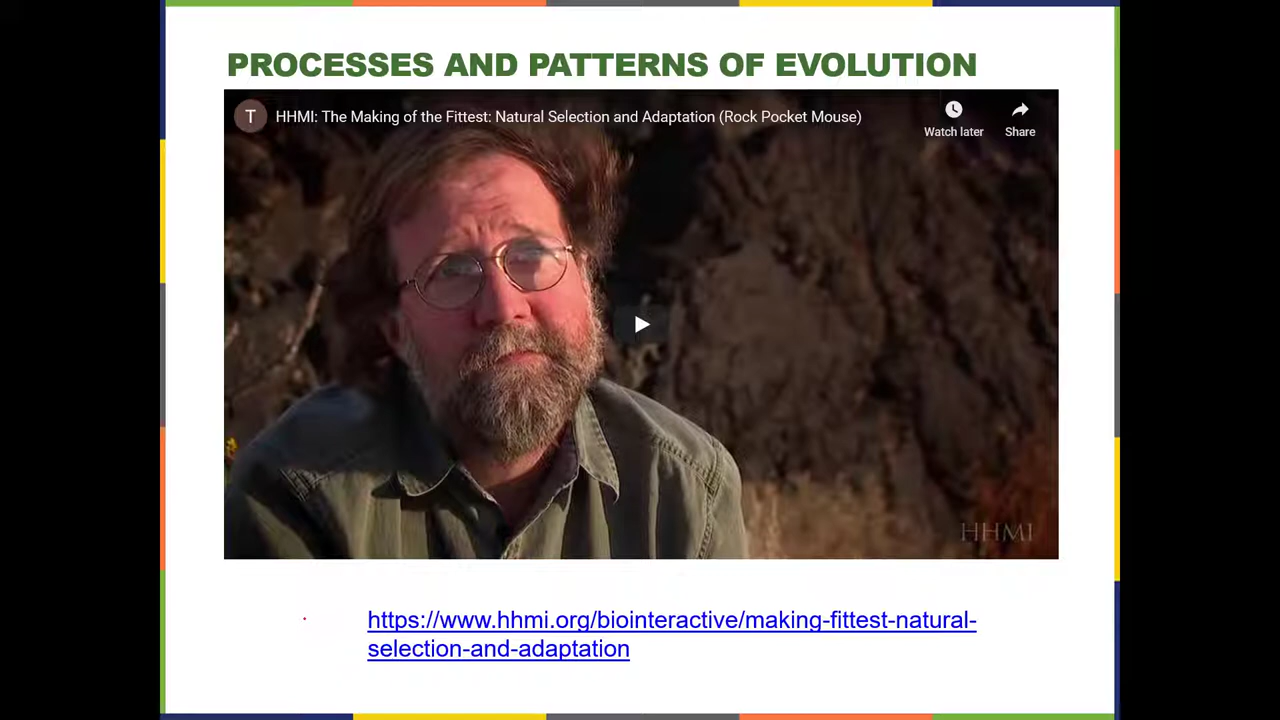 PROCESSES AND PATTERNS OF EVOLUTION
T
HHMI: The Making of the Fittest: Natural Selection and Adaptation (Rock Pocket Mouse)
Watch later
Share
HHMI
https://www.hhmi.org/biointeractive/making-fittest-natural-
selection-and-adaptation